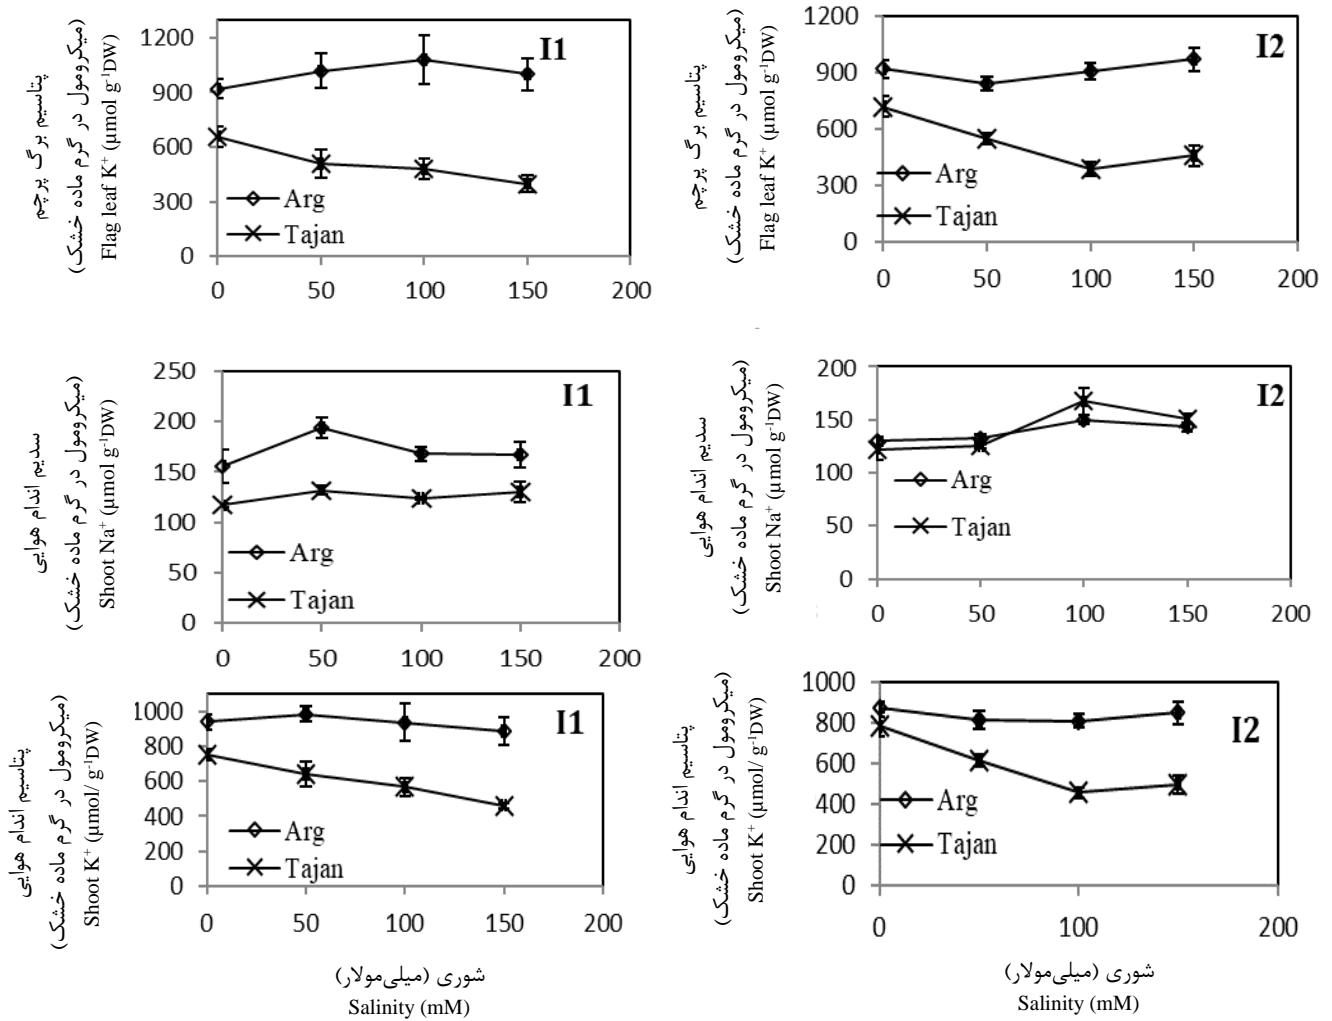 پتاسیم برگ پرچم
(میکرومول در گرم ماده خشک)
Flag leaf K⁺ (µmol g⁻¹DW)
1200
900
600
300
0
I1
Arg
Tajan
0 50 100 150 200
پتاسیم برگ پرچم
(میکرومول در گرم ماده خشک)
Flag leaf K⁺ (µmol g⁻¹DW)
1200
900
600
300
0
I2
Arg
Tajan
0 50 100 150 200
سدیم اندام هوایی
(میکرومول در گرم ماده خشک)
Shoot Na⁺ (µmol g⁻¹DW)
250
200
150
100
50
0
I1
Arg
Tajan
0 50 100 150 200
سدیم اندام هوایی
(میکرومول در گرم ماده خشک)
Shoot Na⁺ (µmol g⁻¹DW)
200
150
100
50
0
I2
Arg
Tajan
0 50 100 150 200
پتاسیم اندام هوایی
(میکرومول در گرم ماده خشک)
Shoot K⁺ (µmol/ g⁻¹DW)
1000
800
600
400
200
0
I1
Arg
Tajan
0 50 100 150 200
شوری (میلی‌مولار)
Salinity (mM)
پتاسیم اندام هوایی
(میکرومول در گرم ماده خشک)
Shoot K⁺ (µmol/ g⁻¹DW)
1000
800
600
400
200
0
I2
Arg
Tajan
0 100 200
شوری (میلی‌مولار)
Salinity (mM)